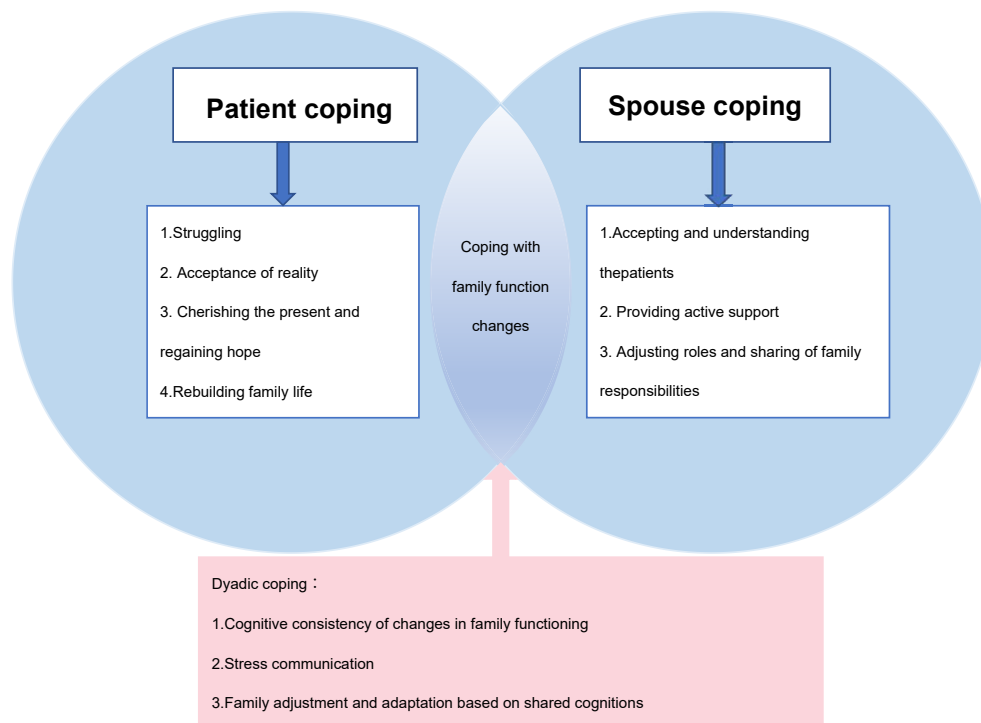 Patient coping
1.Struggling
2. Acceptance of reality
3. Cherishing the present and
regaining hope
4.Rebuilding family life
Coping with
family function
changes
Spouse coping
1.Accepting and understanding
thepatients
2. Providing active support
3. Adjusting roles and sharing of family
responsibilities
Dyadic coping：
1.Cognitive consistency of changes in family functioning
2.Stress communication
3.Family adjustment and adaptation based on shared cognitions